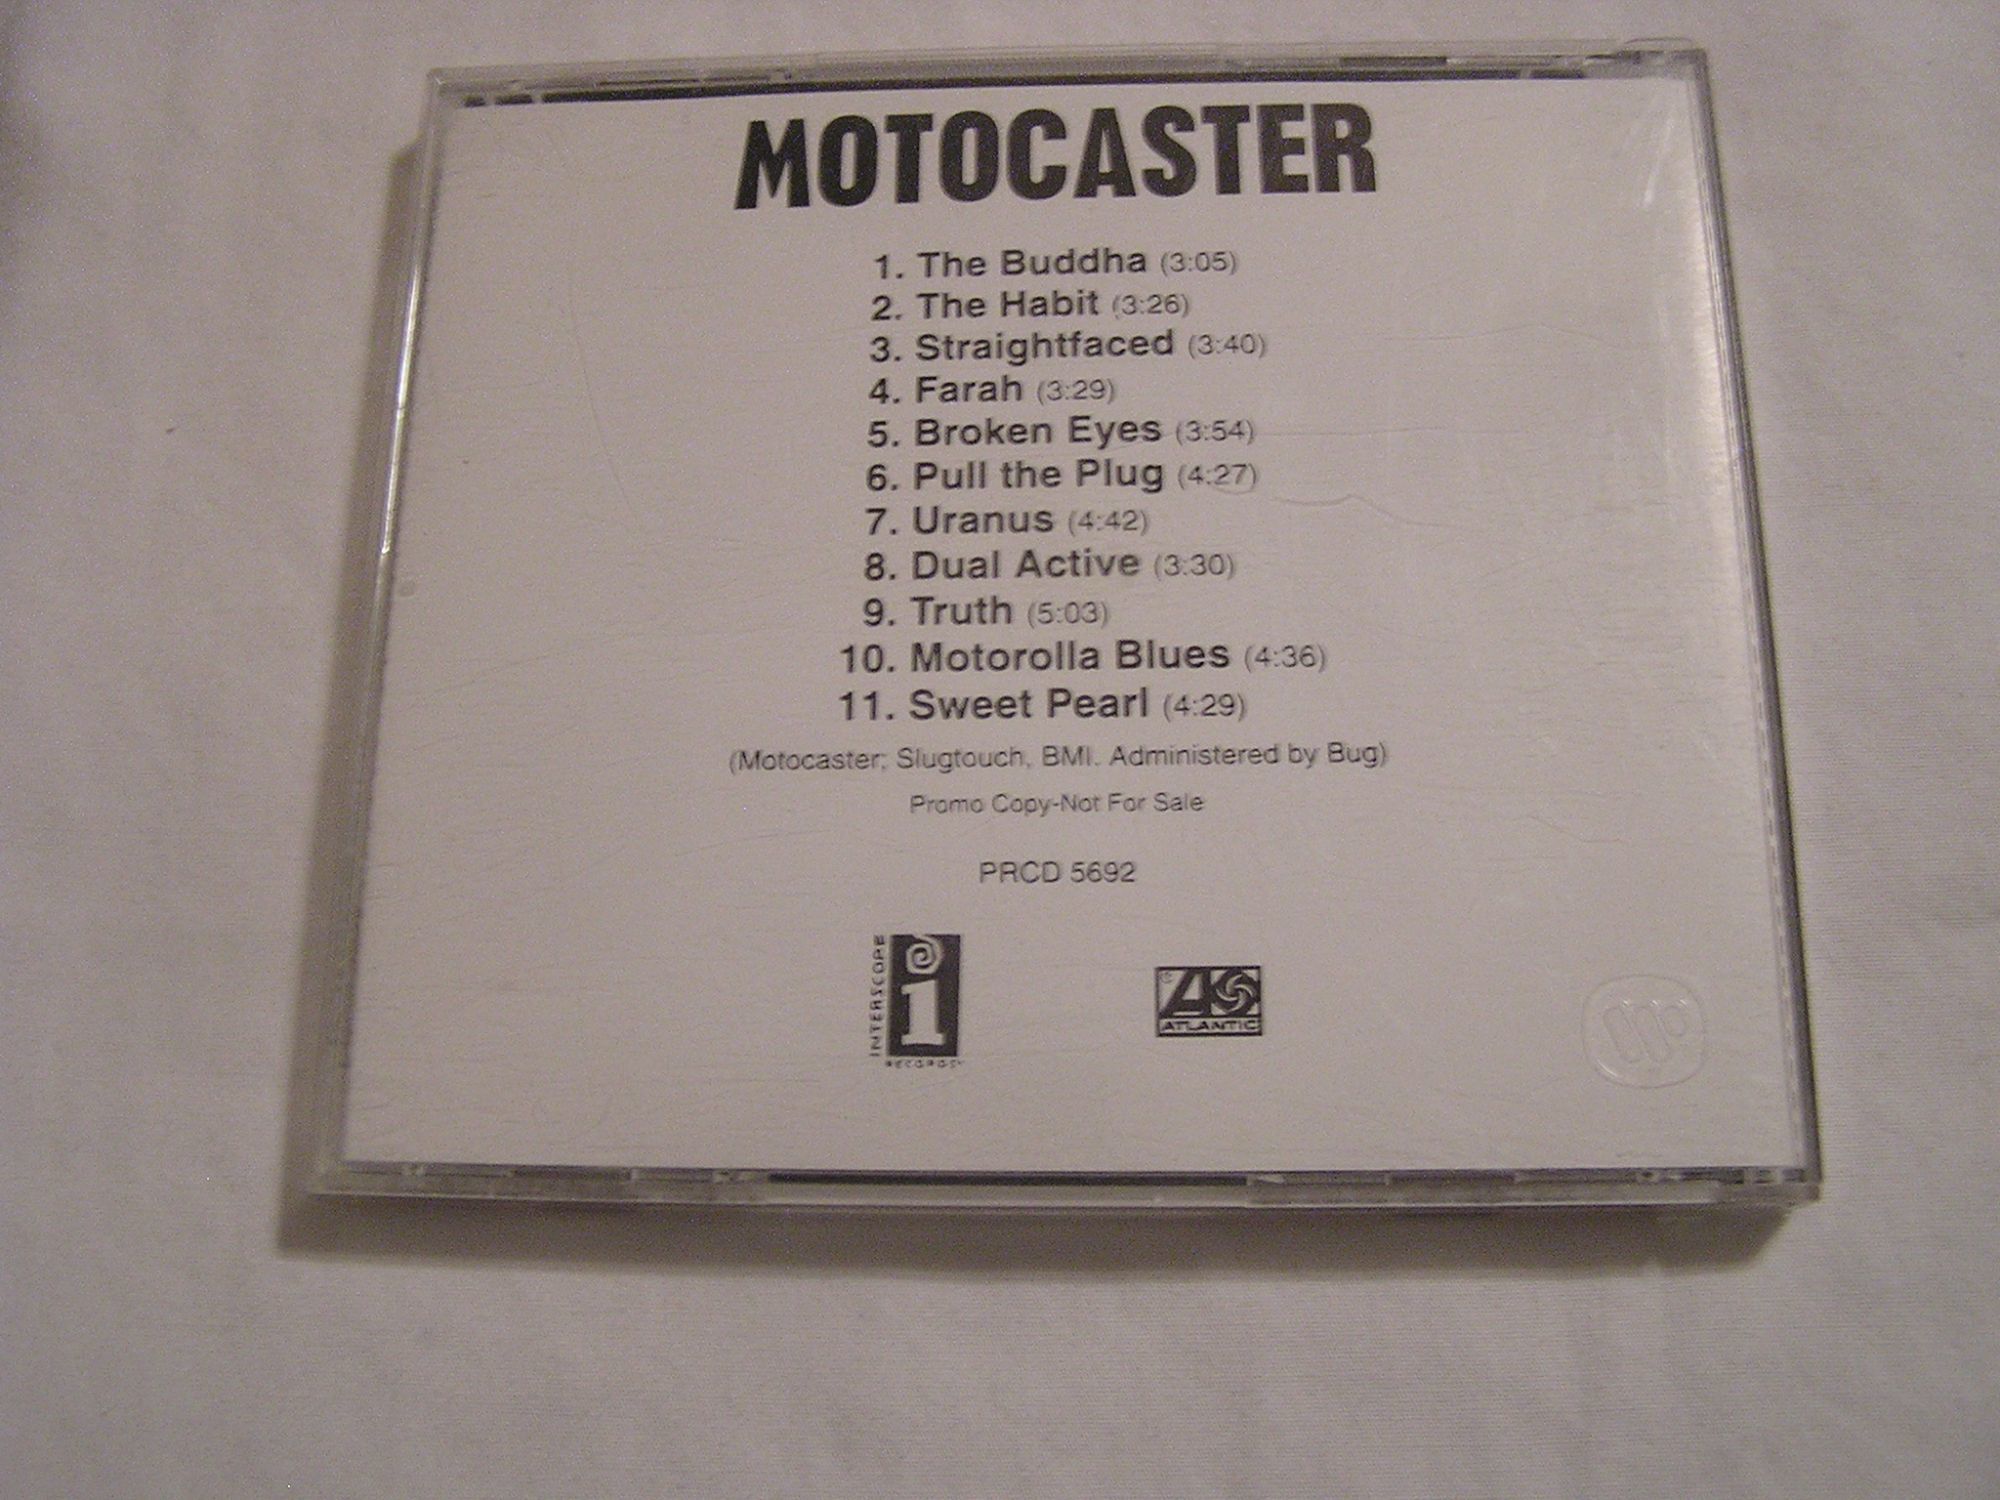 MOTOCASTER
1. The Buddha (3:05)
2. The Habit (3:26)
3. Straightfaced (3:40)
4. Farah (3:29)
5. Broken Eyes (3:54)
6. Pull the Plug (4:27)
7. Uranus (4:42)
8. Dual Active (3:30)
9. Truth (5:03)
10. Motorolla Blues (4:36)
11. Sweet Pearl (4:29)
(Motocaster; Slugtouch, BMI. Administered by Bug)
Promo Copy-Not For Sale
PRCD 5692
INTERSCOPE
i
RECORDS
A
ATLANTIC